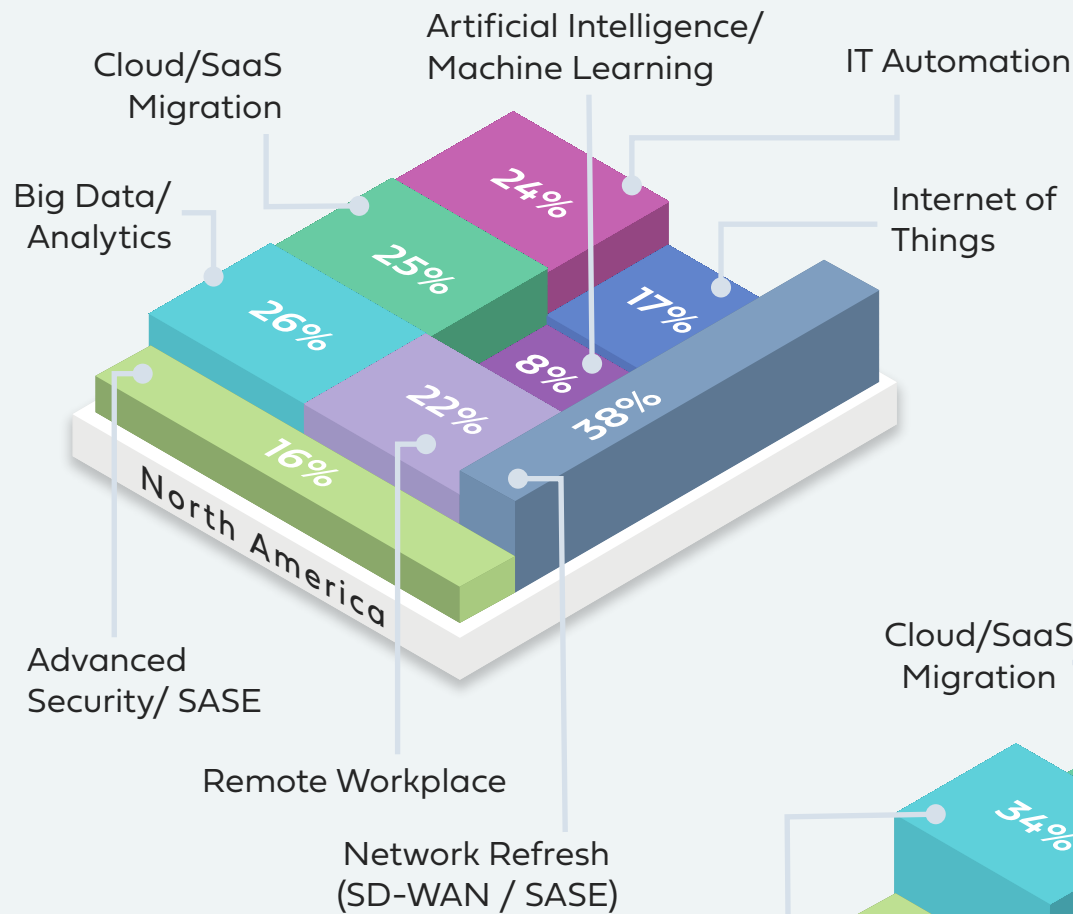 Artificial Intelligence/
Machine Learning
Cloud/SaaS
Migration
IT Automation
Big Data/
Analytics
Internet of
Things
24%
25%
17%
26%
8%
22%
38%
16%
North America
Advanced
Security/ SASE
Remote Workplace
Network Refresh
(SD-WAN / SASE)
Cloud/SaaS
Migration
34%